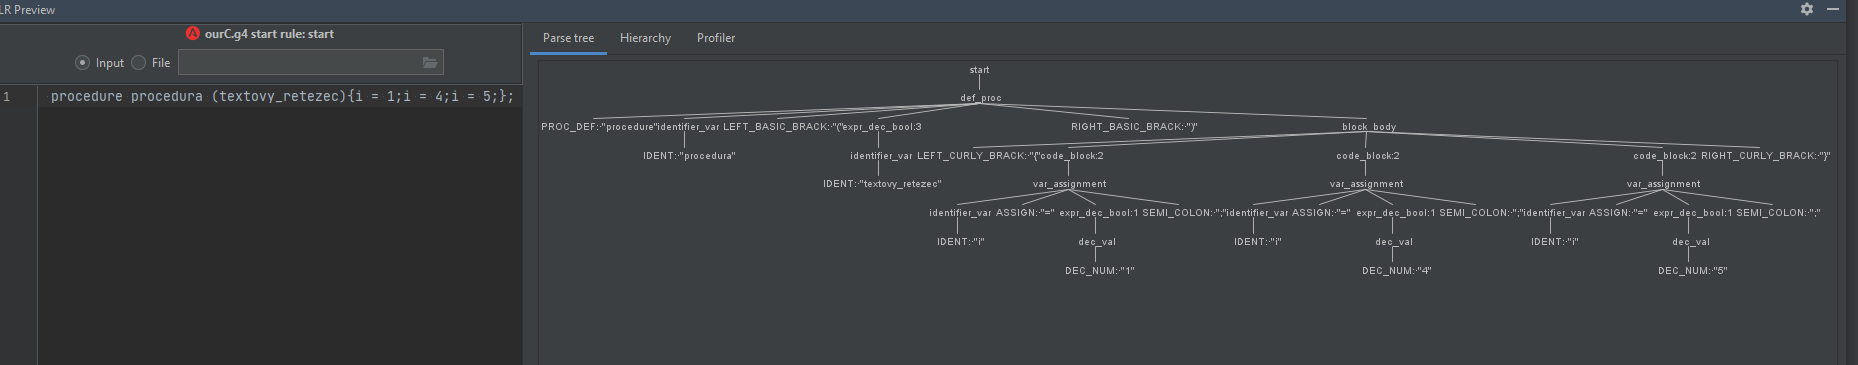 LR Preview
ourC.g4 start rule: start
Input File
1 procedure procedura (textovy_retezec){i = 1;i = 4;i = 5;};
Parse tree Hierarchy Profiler
start
def_proc
PROC_DEF:"procedure" identifier_var LEFT_BASIC_BRACK:"(" expr_dec_bool:3 RIGHT_BASIC_BRACK:")" block_body
IDENT:"procedura" identifier_var LEFT_CURLY_BRACK:"{" code_block:2 code_block:2 code_block:2 RIGHT_CURLY_BRACK:"}"
IDENT:"textovy_retezec" var_assignment var_assignment var_assignment
identifier_var ASSIGN:"=" expr_dec_bool:1 SEMI_COLON:";" identifier_var ASSIGN:"=" expr_dec_bool:1 SEMI_COLON:";" identifier_var ASSIGN:"=" expr_dec_bool:1 SEMI_COLON:";"
IDENT:"i" dec_val IDENT:"i" dec_val IDENT:"i" dec_val
DEC_NUM:"1" DEC_NUM:"4" DEC_NUM:"5"